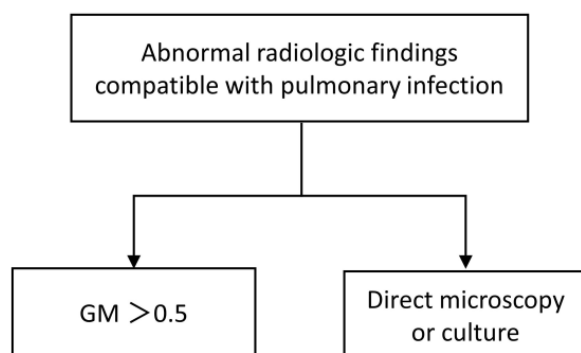 Abnormal radiologic findings
compatible with pulmonary infection
GM ＞0.5
Direct microscopy
or culture